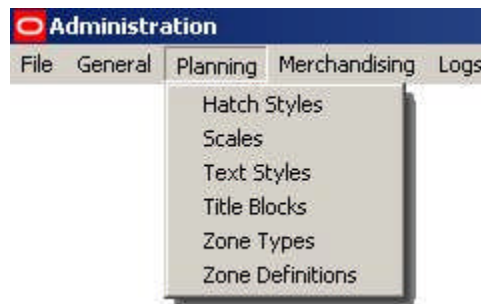 Administration
File General Planning Merchandising Logs
Hatch Styles
Scales
Text Styles
Title Blocks
Zone Types
Zone Definitions